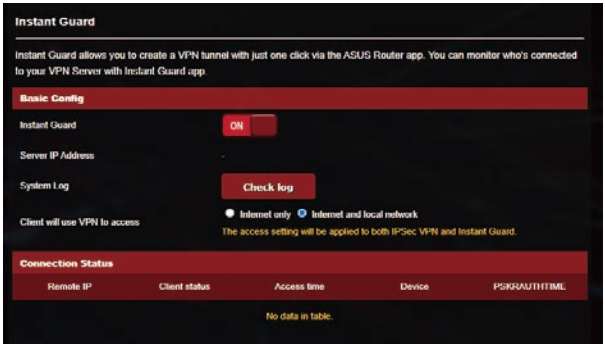 Instant Guard
Instant Guard allows you to create a VPN tunnel with just one click via the ASUS Router app. You can monitor who's connected
to your VPN Server with Instant Guard app.
Basic Config
Instant Guard ON
Server IP Address -
System Log Check log
Client will use VPN to access Internet only Internet and local network
The access setting will be applied to both IPSec VPN and Instant Guard.
Connection Status
Remote IP Client status Access time Device PSKRAUTHTIME
No data in table.